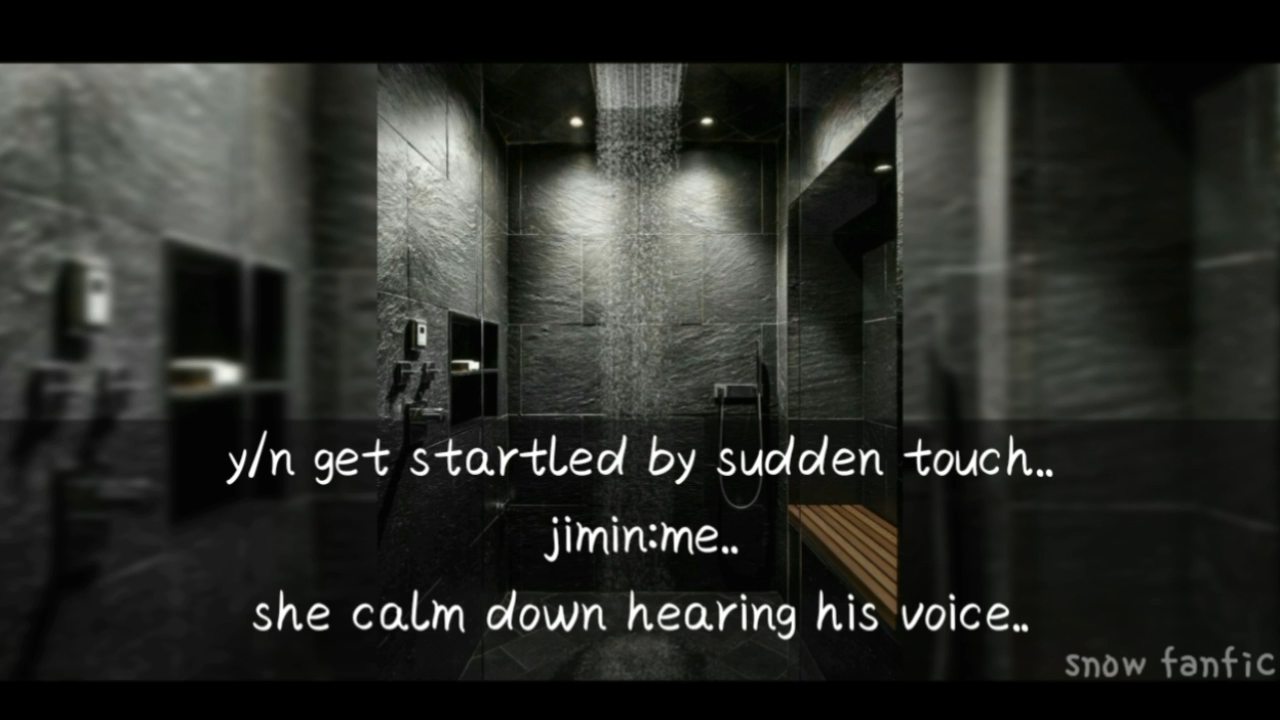 y/n get startled by sudden touch..
jimin:me..
she calm down hearing his voice..
snow fanfic